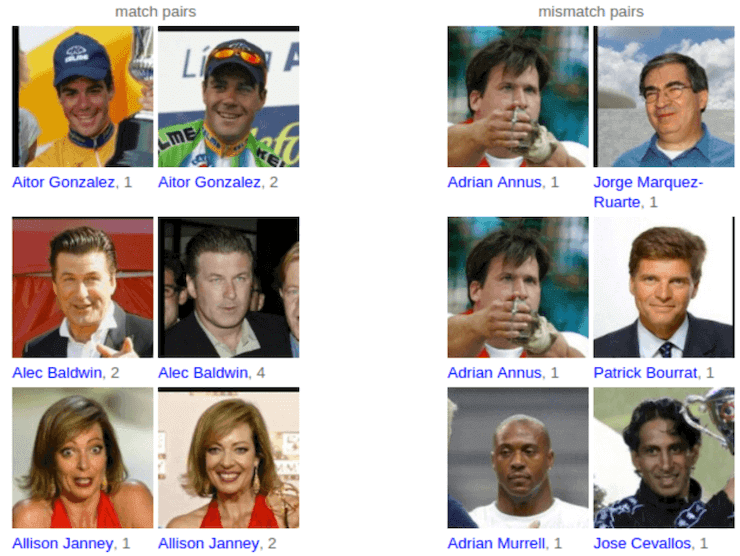 match pairs
mismatch pairs
Aitor Gonzalez, 1
Aitor Gonzalez, 2
Adrian Annus, 1
Jorge Marquez-
Ruarte, 1
Alec Baldwin, 2
Alec Baldwin, 4
Adrian Annus, 1
Patrick Bourrat, 1
Allison Janney, 1
Allison Janney, 2
Adrian Murrell, 1
Jose Cevallos, 1